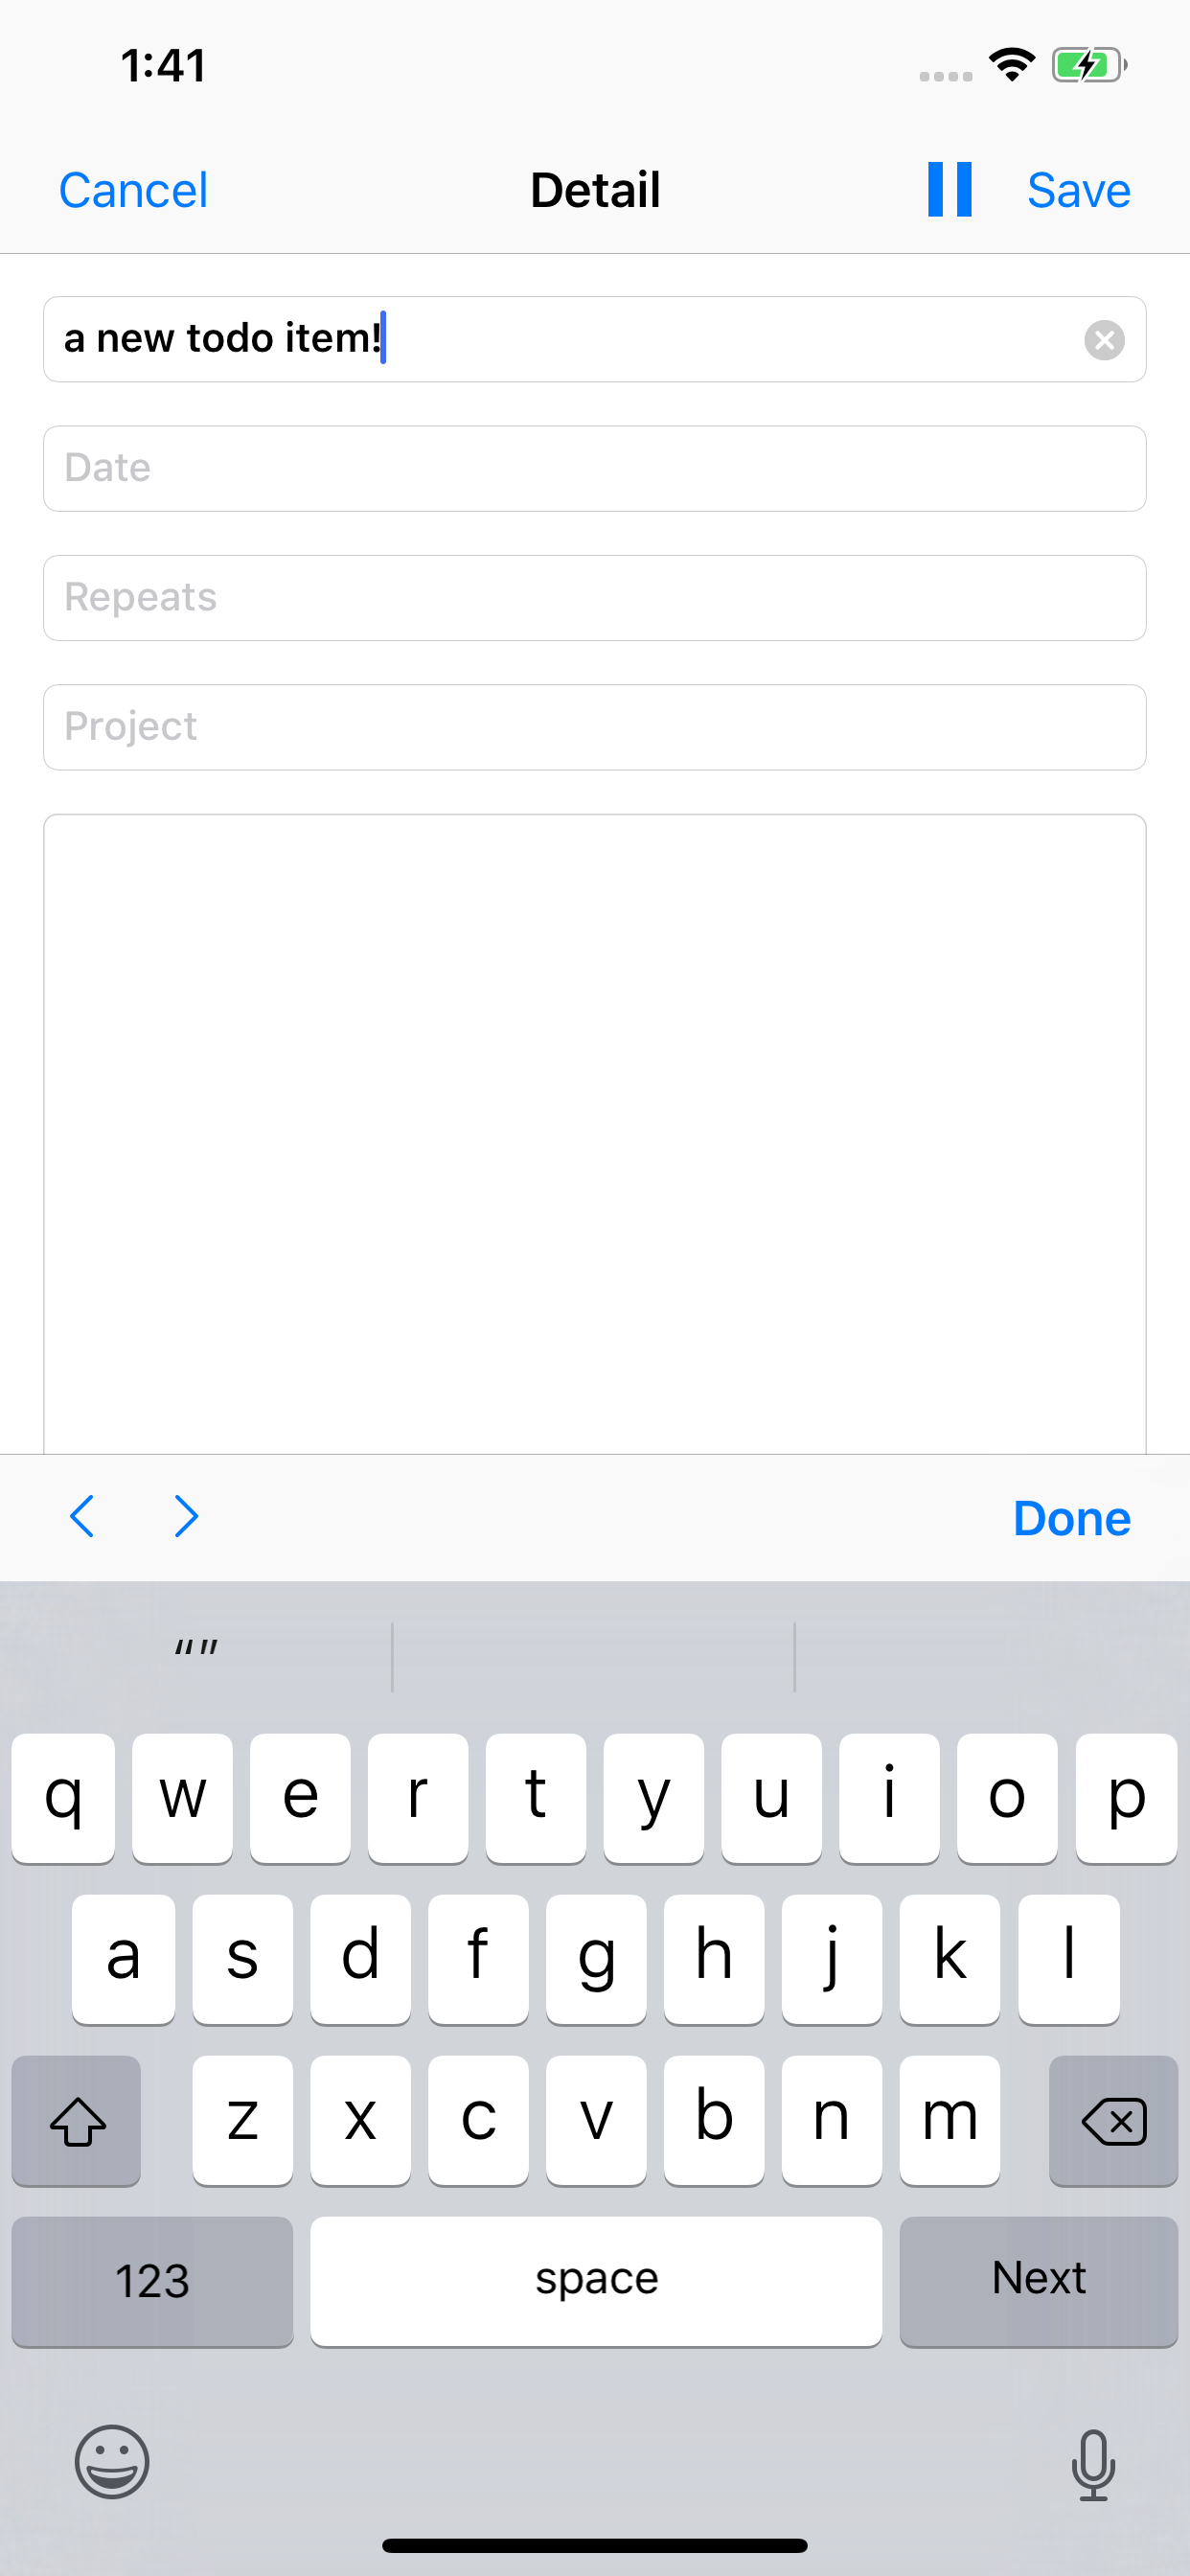 1:41
Cancel Detail Save
a new todo item!
Date
Repeats
Project
Done
“”
q w e r t y u i o p
a s d f g h j k l
z x c v b n m
123 space Next